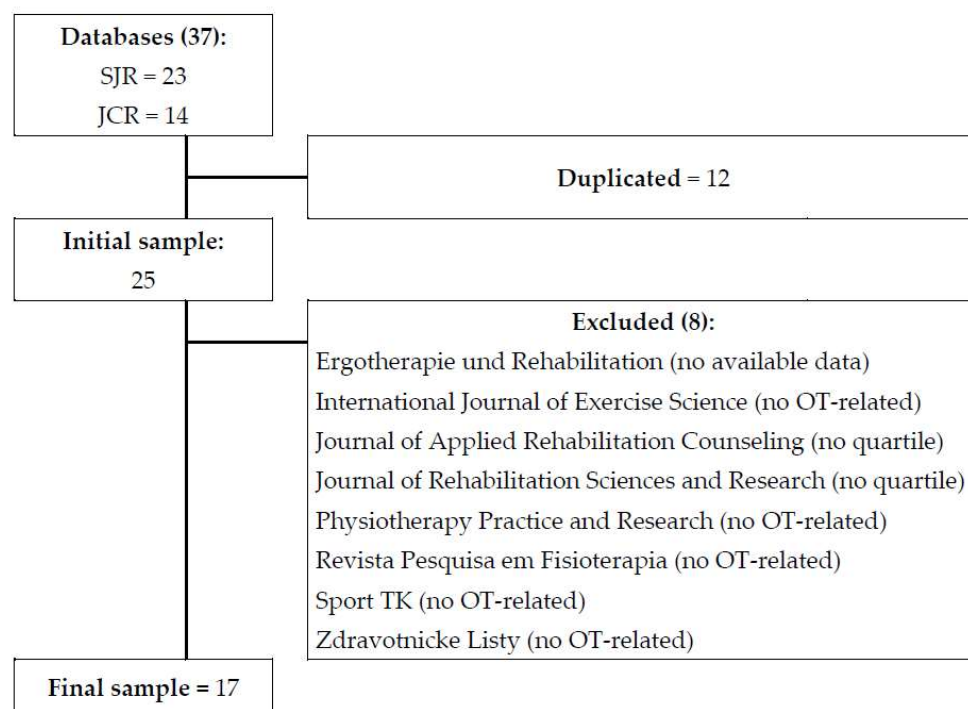 Databases (37):
SJR = 23
JCR = 14
Duplicated = 12
Initial sample:
25
Excluded (8):
Ergotherapie und Rehabilitation (no available data)
International Journal of Exercise Science (no OT-related)
Journal of Applied Rehabilitation Counseling (no quartile)
Journal of Rehabilitation Sciences and Research (no quartile)
Physiotherapy Practice and Research (no OT-related)
Revista Pesquisa em Fisioterapia (no OT-related)
Sport TK (no OT-related)
Zdravotnicke Listy (no OT-related)
Final sample = 17